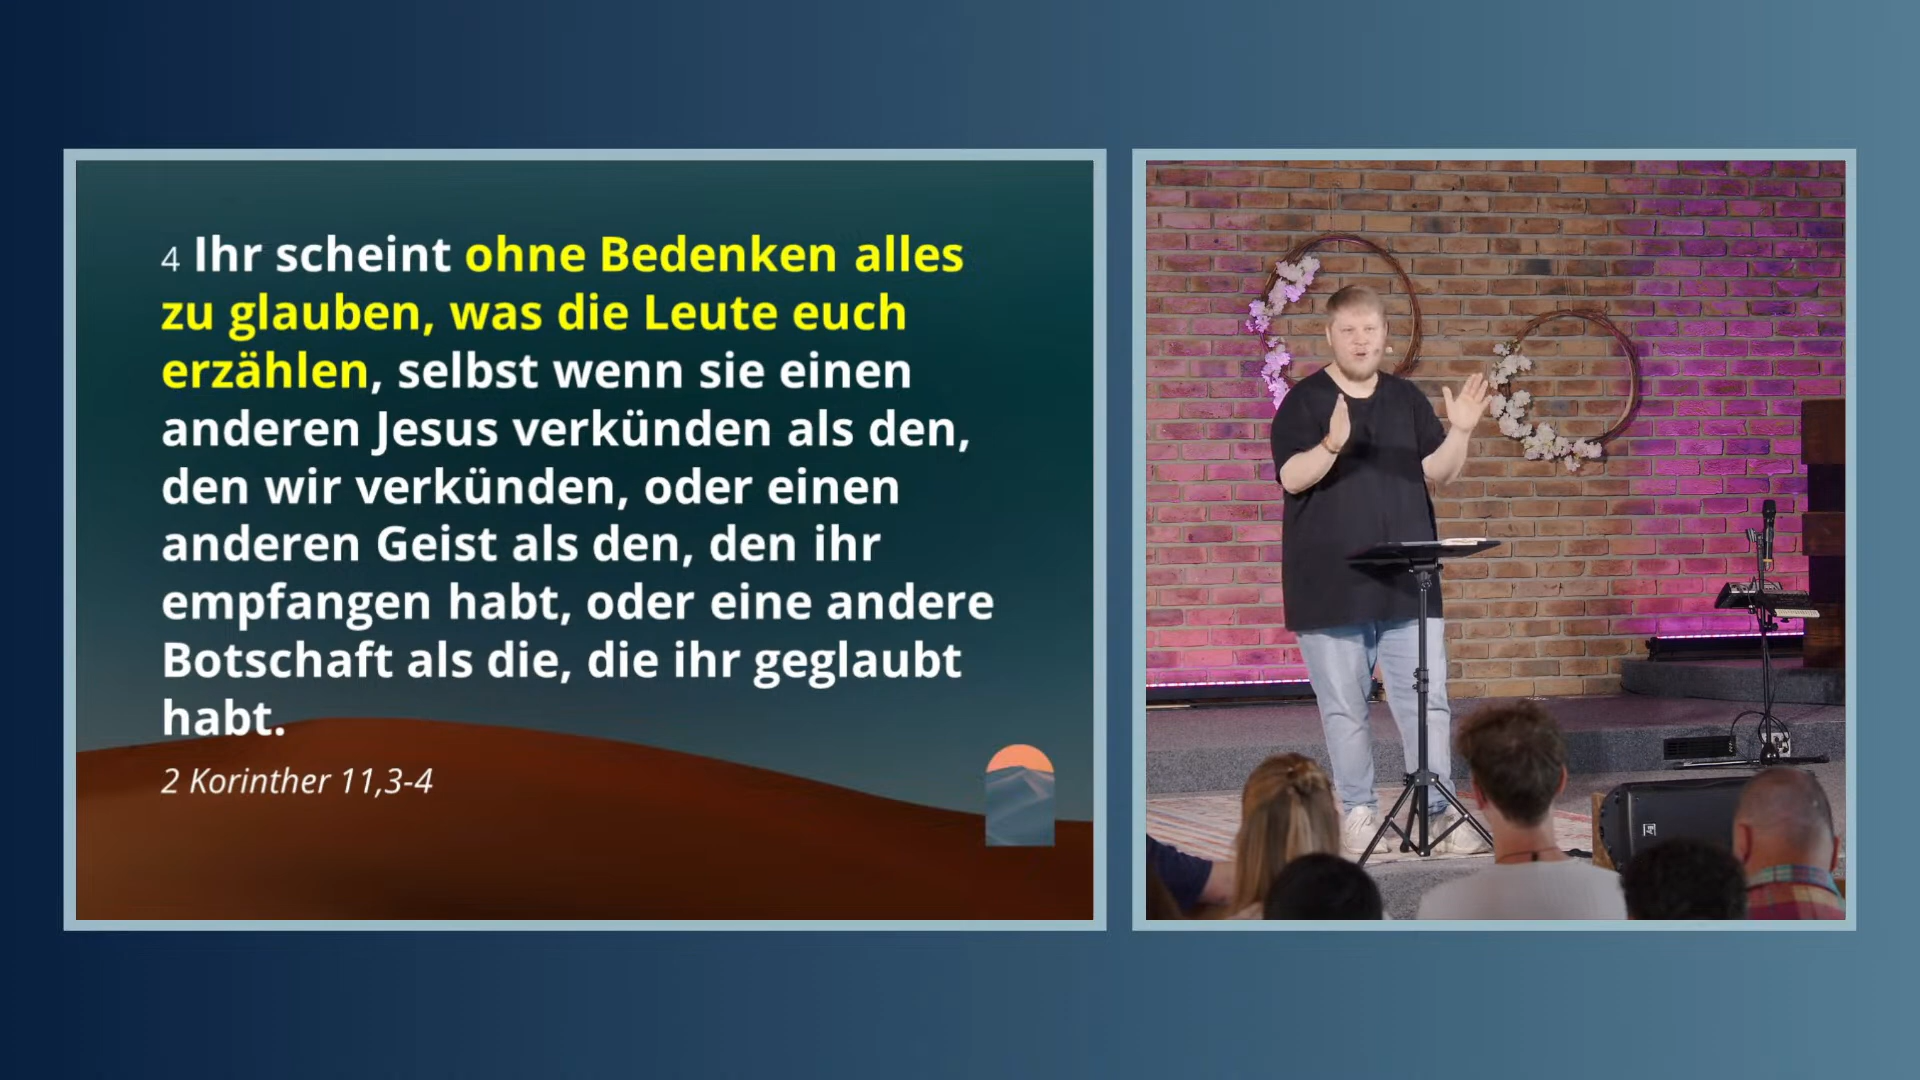 4 Ihr scheint ohne Bedenken alles
zu glauben, was die Leute euch
erzählen, selbst wenn sie einen
anderen Jesus verkünden als den,
den wir verkünden, oder einen
anderen Geist als den, den ihr
empfangen habt, oder eine andere
Botschaft als die, die ihr geglaubt
habt.
2 Korinther 11,3-4